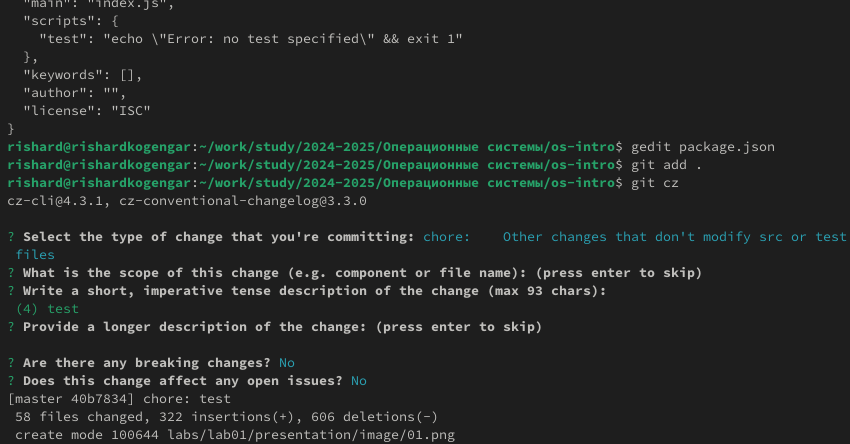 "main": "index.js",
"scripts": {
"test": "echo \"Error: no test specified\" && exit 1"
},
"keywords": [],
"author": "",
"license": "ISC"
}
rishard@rishardkogengar:~/work/study/2024-2025/Операционные системы/os-intro$ gedit package.json
rishard@rishardkogengar:~/work/study/2024-2025/Операционные системы/os-intro$ git add .
rishard@rishardkogengar:~/work/study/2024-2025/Операционные системы/os-intro$ git cz
cz-cli@4.3.1, cz-conventional-changelog@3.3.0
? Select the type of change that you're committing: chore:    Other changes that don't modify src or test
files
? What is the scope of this change (e.g. component or file name): (press enter to skip)
? Write a short, imperative tense description of the change (max 93 chars):
(4) test
? Provide a longer description of the change: (press enter to skip)
? Are there any breaking changes? No
? Does this change affect any open issues? No
[master 40b7834] chore: test
58 files changed, 322 insertions(+), 606 deletions(-)
create mode 100644 labs/lab01/presentation/image/01.png